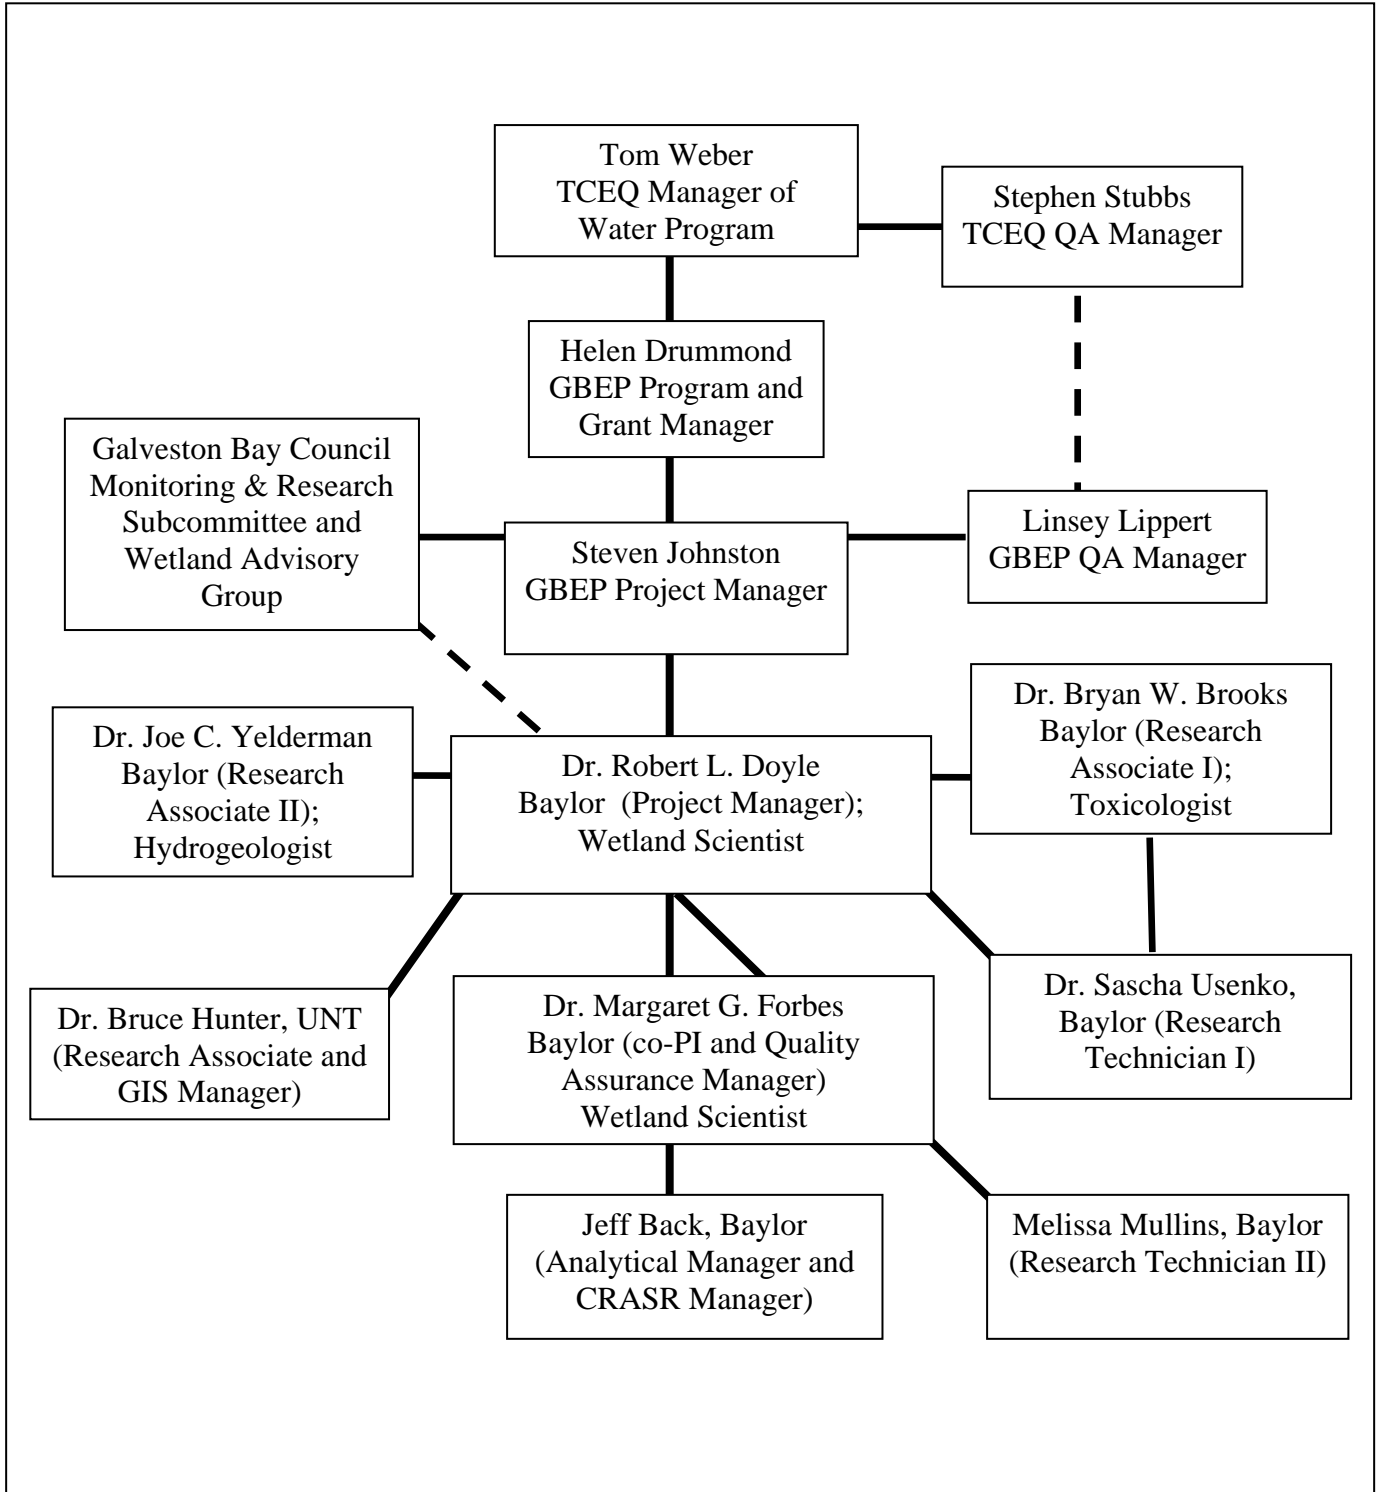 Tom Weber
TCEQ Manager of
Water Program
Stephen Stubbs
TCEQ QA Manager
Helen Drummond
GBEP Program and
Grant Manager
Galveston Bay Council
Monitoring & Research
Subcommittee and
Wetland Advisory
Group
Steven Johnston
GBEP Project Manager
Linsey Lippert
GBEP QA Manager
Dr. Joe C. Yelderman
Baylor (Research
Associate II);
Hydrogeologist
Dr. Robert L. Doyle
Baylor  (Project Manager);
Wetland Scientist
Dr. Bryan W. Brooks
Baylor (Research
Associate I);
Toxicologist
Dr. Bruce Hunter, UNT
(Research Associate and
GIS Manager)
Dr. Margaret G. Forbes
Baylor (co-PI and Quality
Assurance Manager)
Wetland Scientist
Dr. Sascha Usenko,
Baylor (Research
Technician I)
Jeff Back, Baylor
(Analytical Manager and
CRASR Manager)
Melissa Mullins, Baylor
(Research Technician II)